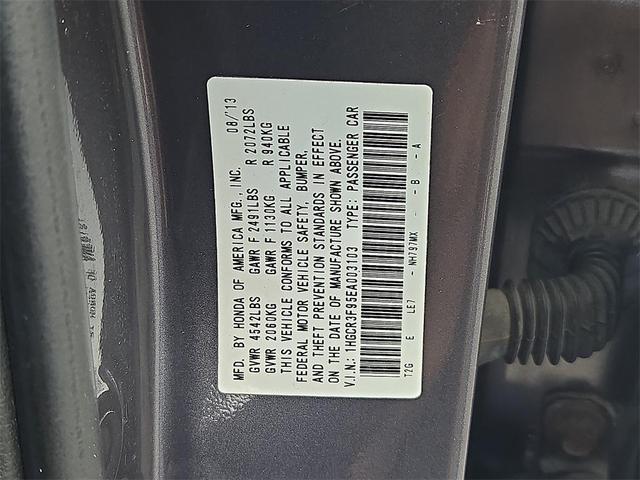 MFD BY HONDA OF AMERICA MFG., INC. 08/'13
GVWR 4542LBS GAWR F 2491LBS R 2072LBS
GVWR 2060KG GAWR F 1130KG R 940KG
THIS VEHICLE CONFORMS TO ALL APPLICABLE
FEDERAL MOTOR VEHICLE SAFETY, BUMPER,
AND THEFT PREVENTION STANDARDS IN EFFECT
ON THE DATE OF MANUFACTURE SHOWN ABOVE.
V.I.N.: 1HGCR3F95EA003103 TYPE: PASSENGER CAR
T2G E LE7 - NH797MX - - B - A